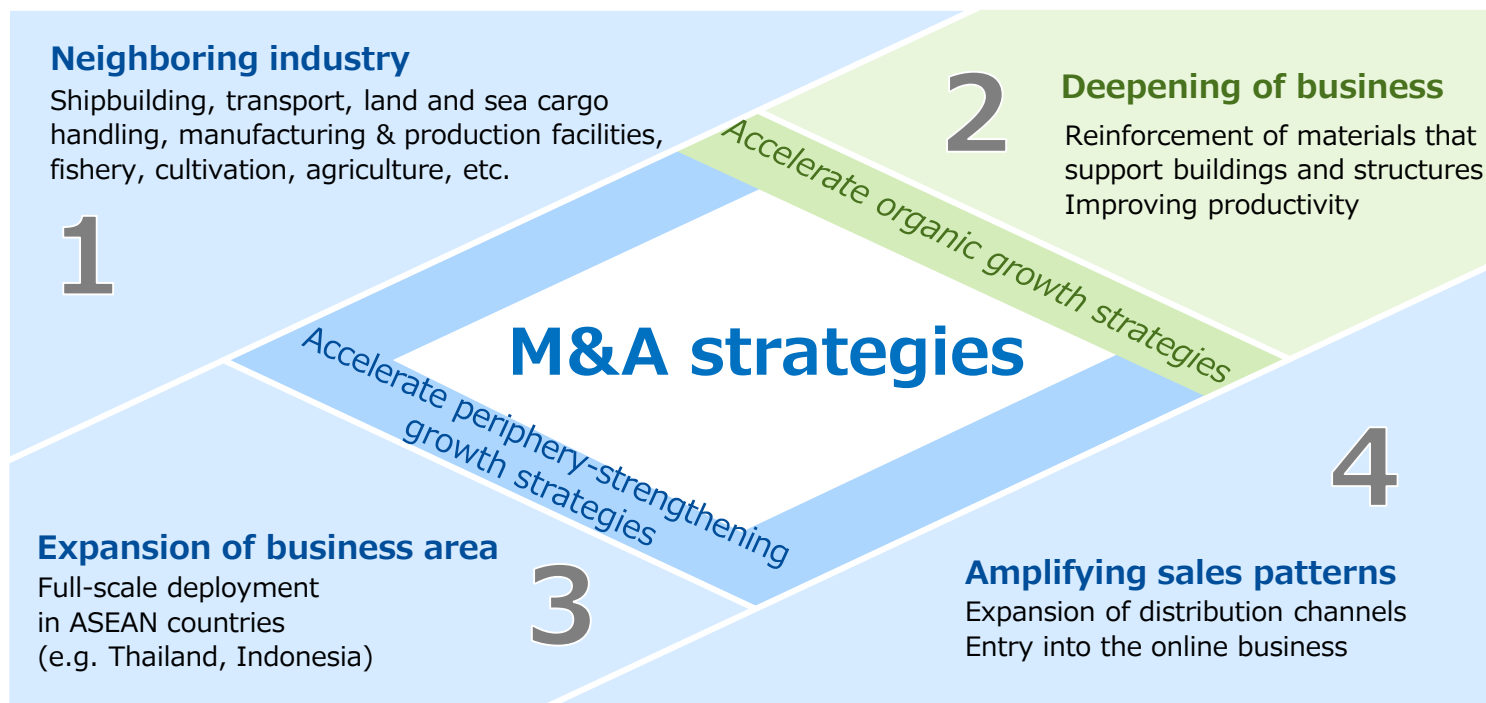 Neighboring industry
Shipbuilding, transport, land and sea cargo
handling, manufacturing & production facilities,
fishery, cultivation, agriculture, etc.
1
2
Deepening of business
Reinforcement of materials that
support buildings and structures
Improving productivity
Accelerate organic growth strategies
M&A strategies
Accelerate periphery-strengthening
growth strategies
Expansion of business area
Full-scale deployment
in ASEAN countries
(e.g. Thailand, Indonesia)
3
4
Amplifying sales patterns
Expansion of distribution channels
Entry into the online business